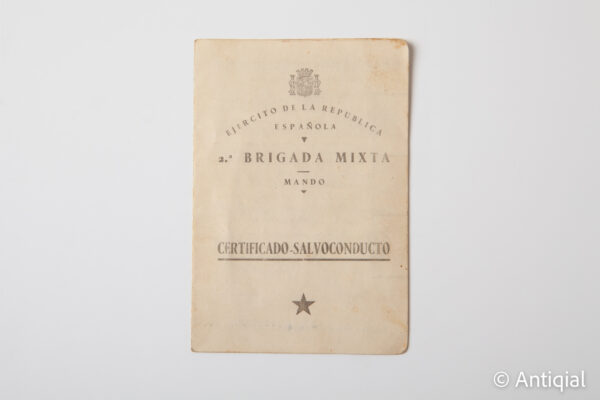 EJERCITO DE LA REPUBLICA
ESPAÑOLA
2.ª BRIGADA MIXTA
MANDO
CERTIFICADO-SALVOCONDUCTO
© Antiqial